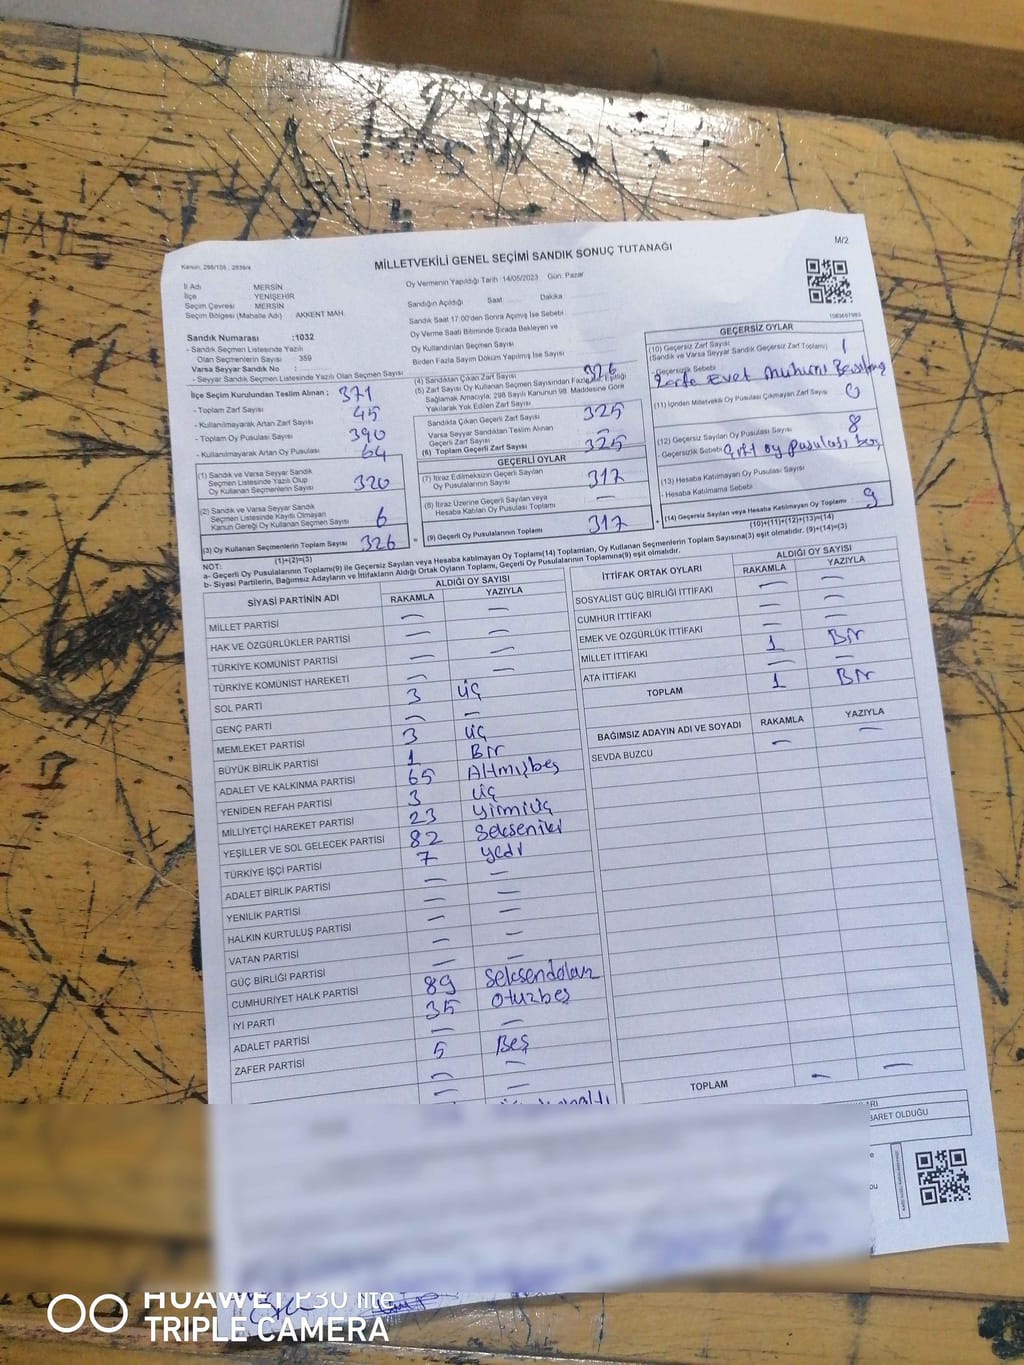 Kanun, 298/105 ; 2839/4
MİLLETVEKİLİ GENEL SEÇİMİ SANDIK SONUÇ TUTANAĞI
M/2
İl Adı MERSİN
İlçe YENİŞEHİR
Seçim Çevresi MERSİN
Seçim Bölgesi (Mahalle Adı) AKKENT MAH.
Oy Vermenin Yapıldığı Tarih :14/05/2023 Gün: Pazar
Sandığın Açıldığı Saat Dakika
Sandık Saat 17:00'den Sonra Açılmış İse Sebebi
Oy Verme Saati Bitiminde Sırada Bekleyen ve
Oy Kullandırılan Seçmen Sayısı
Birden Fazla Sayım Döküm Yapılmış İse Sayısı
Sandık Numarası :1032
- Sandık Seçmen Listesinde Yazılı
Olan Seçmenlerin Sayısı : 359
Varsa Seyyar Sandık No :
- Seyyar Sandık Seçmen Listesinde Yazılı Olan Seçmen Sayısı
İlçe Seçim Kurulundan Teslim Alınan ;
- Toplam Zarf Sayısı 371
- Kullanılmayarak Artan Zarf Sayısı 45
- Toplam Oy Pusulası Sayısı 390
- Kullanılmayarak Artan Oy Pusulası 64
(1) Sandık ve Varsa Seyyar Sandık
Seçmen Listesinde Yazılı Olup
Oy Kullanan Seçmenlerin Sayısı 320
(2) Sandık ve Varsa Seyyar Sandık
Seçmen Listesinde Kayıtlı Olmayan
Kanun Gereği Oy Kullanan Seçmen Sayısı 6
(3) Oy Kullanan Seçmenlerin Toplam Sayısı 326
(1)+(2)=(3)
(4) Sandıktan Çıkan Zarf Sayısı 326
(5) Zarf Sayısı Oy Kullanan Seçmen Sayısından Fazla ise, Eşitliği
Sağlamak Amacıyla, 298 Sayılı Kanunun 98. Maddesine Göre
Yakılarak Yok Edilen Zarf Sayısı
Sandıkta Çıkan Geçerli Zarf Sayısı 325
Varsa Seyyar Sandıktan Teslim Alınan
Geçerli Zarf Sayısı —
(6) Toplam Geçerli Zarf Sayısı 325
GEÇERLİ OYLAR
(7) İtiraz Edilmeksizin Geçerli Sayılan
Oy Pusulalarının Sayısı 317
(8) İtiraz Üzerine Geçerli Sayılan veya
Hesaba Katılan Oy Pusulası Toplamı —
(9) Geçerli Oy Pusulalarının Toplamı 317
GEÇERSİZ OYLAR
(10) Geçersiz Zarf Sayısı
(Sandık ve Varsa Seyyar Sandık Geçersiz Zarf Toplamı) 1
-Geçersizlik Sebebi
Zarfa Evet Mührü
(11) İçinden Milletvekili Oy Pusulası Çıkmayan Zarf Sayısı 0
(12) Geçersiz Sayılan Oy Pusulası Sayısı 8
- Geçersizlik Sebebi Çift oy pusulası boş
(13) Hesaba Katılmayan Oy Pusulası Sayısı
- Hesaba Katılmama Sebebi
(14) Geçersiz Sayılan veya Hesaba Katılmayan Oy Toplamı : 9
(10)+(11)+(12)+(13)=(14)
NOT:
a- Geçerli Oy Pusulalarının Toplamı(9) ile Geçersiz Sayılan veya Hesaba katılmayan Oy Toplamı(14) Toplamları, Oy Kullanan Seçmenlerin Toplam Sayısına(3) eşit olmalıdır. (9)+(14)=(3)
b- Siyasi Partilerin, Bağımsız Adayların ve İttifakların Aldığı Ortak Oyların Toplamı, Geçerli Oy Pusulalarının Toplamına(9) eşit olmalıdır.
SİYASİ PARTİNİN ADI ALDIĞI OY SAYISI
RAKAMLA YAZIYLA
MİLLET PARTİSİ — —
HAK VE ÖZGÜRLÜKLER PARTİSİ — —
TÜRKİYE KOMÜNİST PARTİSİ — —
TÜRKİYE KOMÜNİST HAREKETİ — —
SOL PARTİ 3 üç
GENÇ PARTİ — —
MEMLEKET PARTİSİ 3 üç
BÜYÜK BİRLİK PARTİSİ 1 Bir
ADALET VE KALKINMA PARTİSİ 65 Altmışbeş
YENİDEN REFAH PARTİSİ 3 üç
MİLLİYETÇİ HAREKET PARTİSİ 23 yirmiüç
YEŞİLLER VE SOL GELECEK PARTİSİ 82 Sekseniki
TÜRKİYE İŞÇİ PARTİSİ 7 yedi
ADALET BİRLİK PARTİSİ — —
YENİLİK PARTİSİ — —
HALKIN KURTULUŞ PARTİSİ — —
VATAN PARTİSİ — —
GÜÇ BİRLİĞİ PARTİSİ — —
CUMHURİYET HALK PARTİSİ 89 Seksendokuz
İYİ PARTİ 35 Otuzbeş
ADALET PARTİSİ — —
ZAFER PARTİSİ 5 Beş
İTTİFAK ORTAK OYLARI ALDIĞI OY SAYISI
RAKAMLA YAZIYLA
SOSYALİST GÜÇ BİRLİĞİ İTTİFAKI — —
CUMHUR İTTİFAKI — —
EMEK VE ÖZGÜRLÜK İTTİFAKI — —
MİLLET İTTİFAKI 1 Bir
ATA İTTİFAKI — —
TOPLAM 1 Bir
BAĞIMSIZ ADAYIN ADI VE SOYADI RAKAMLA YAZIYLA
SEVDA BUZCU — —
TOPLAM — —
BARET OLDUĞU
HUAWEI P30 lite
TRIPLE CAMERA